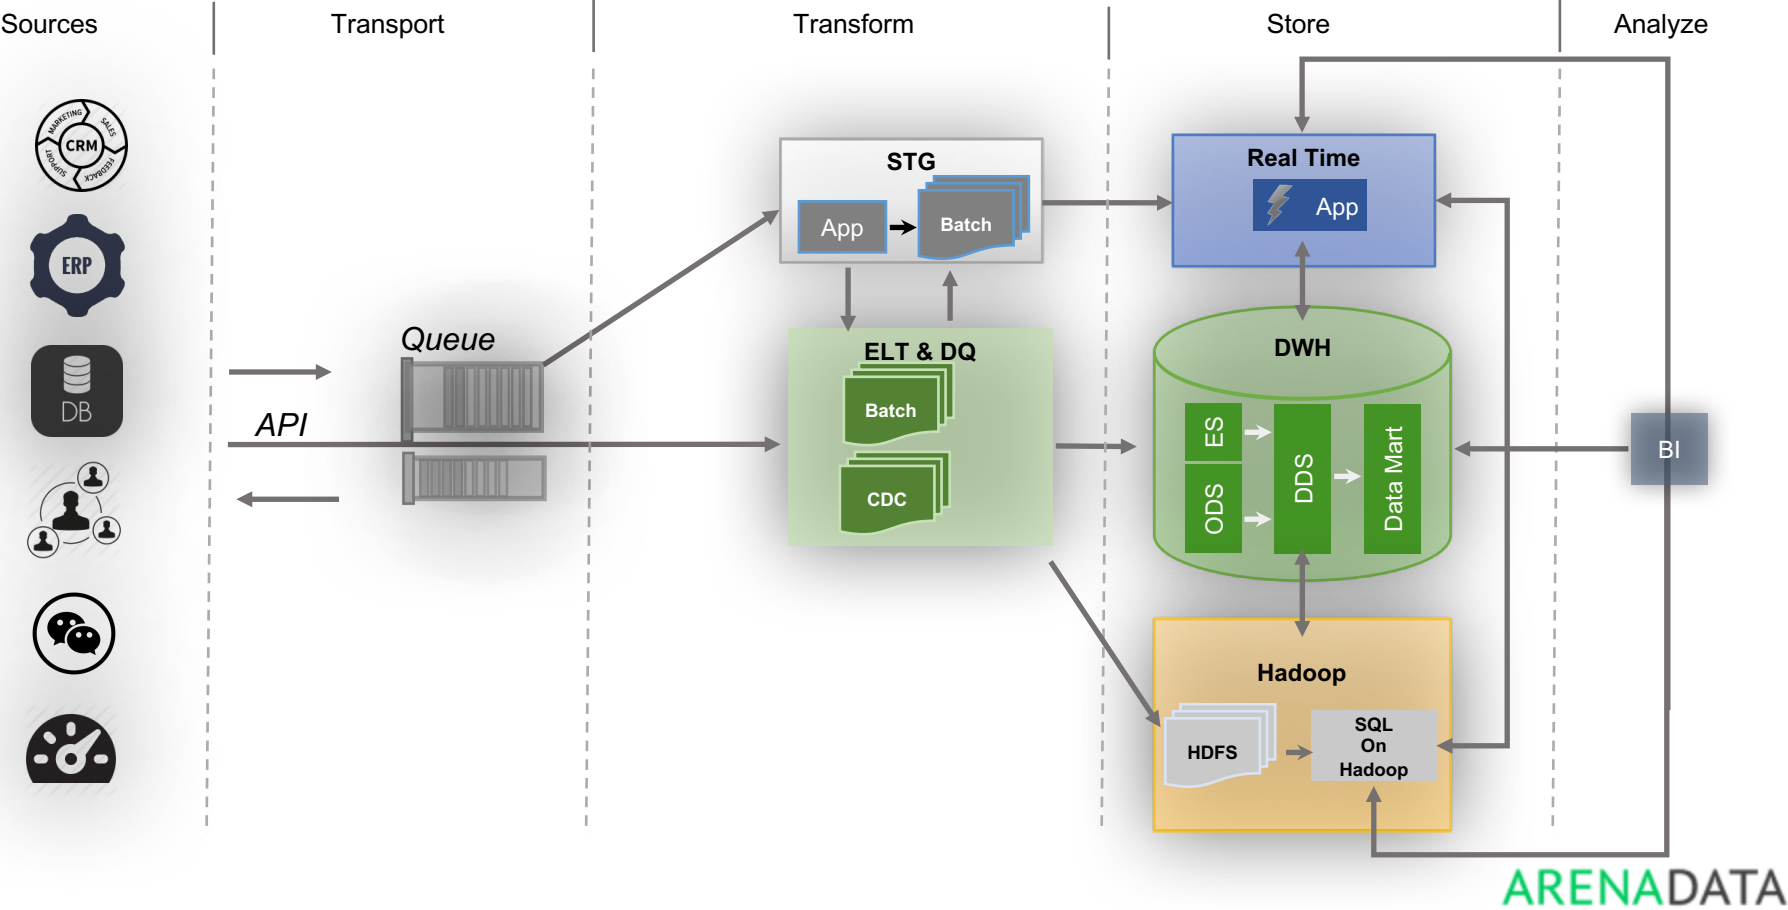 Sources
Transport
Transform
Store
Analyze
MARKETING
SALES
FEEDBACK
SUPPORT
CRM
ERP
DB
Queue
API
STG
App
Batch
ELT & DQ
Batch
CDC
Real Time
App
DWH
ES
ODS
DDS
Data Mart
Hadoop
HDFS
SQL
On
Hadoop
BI
ARENADATA